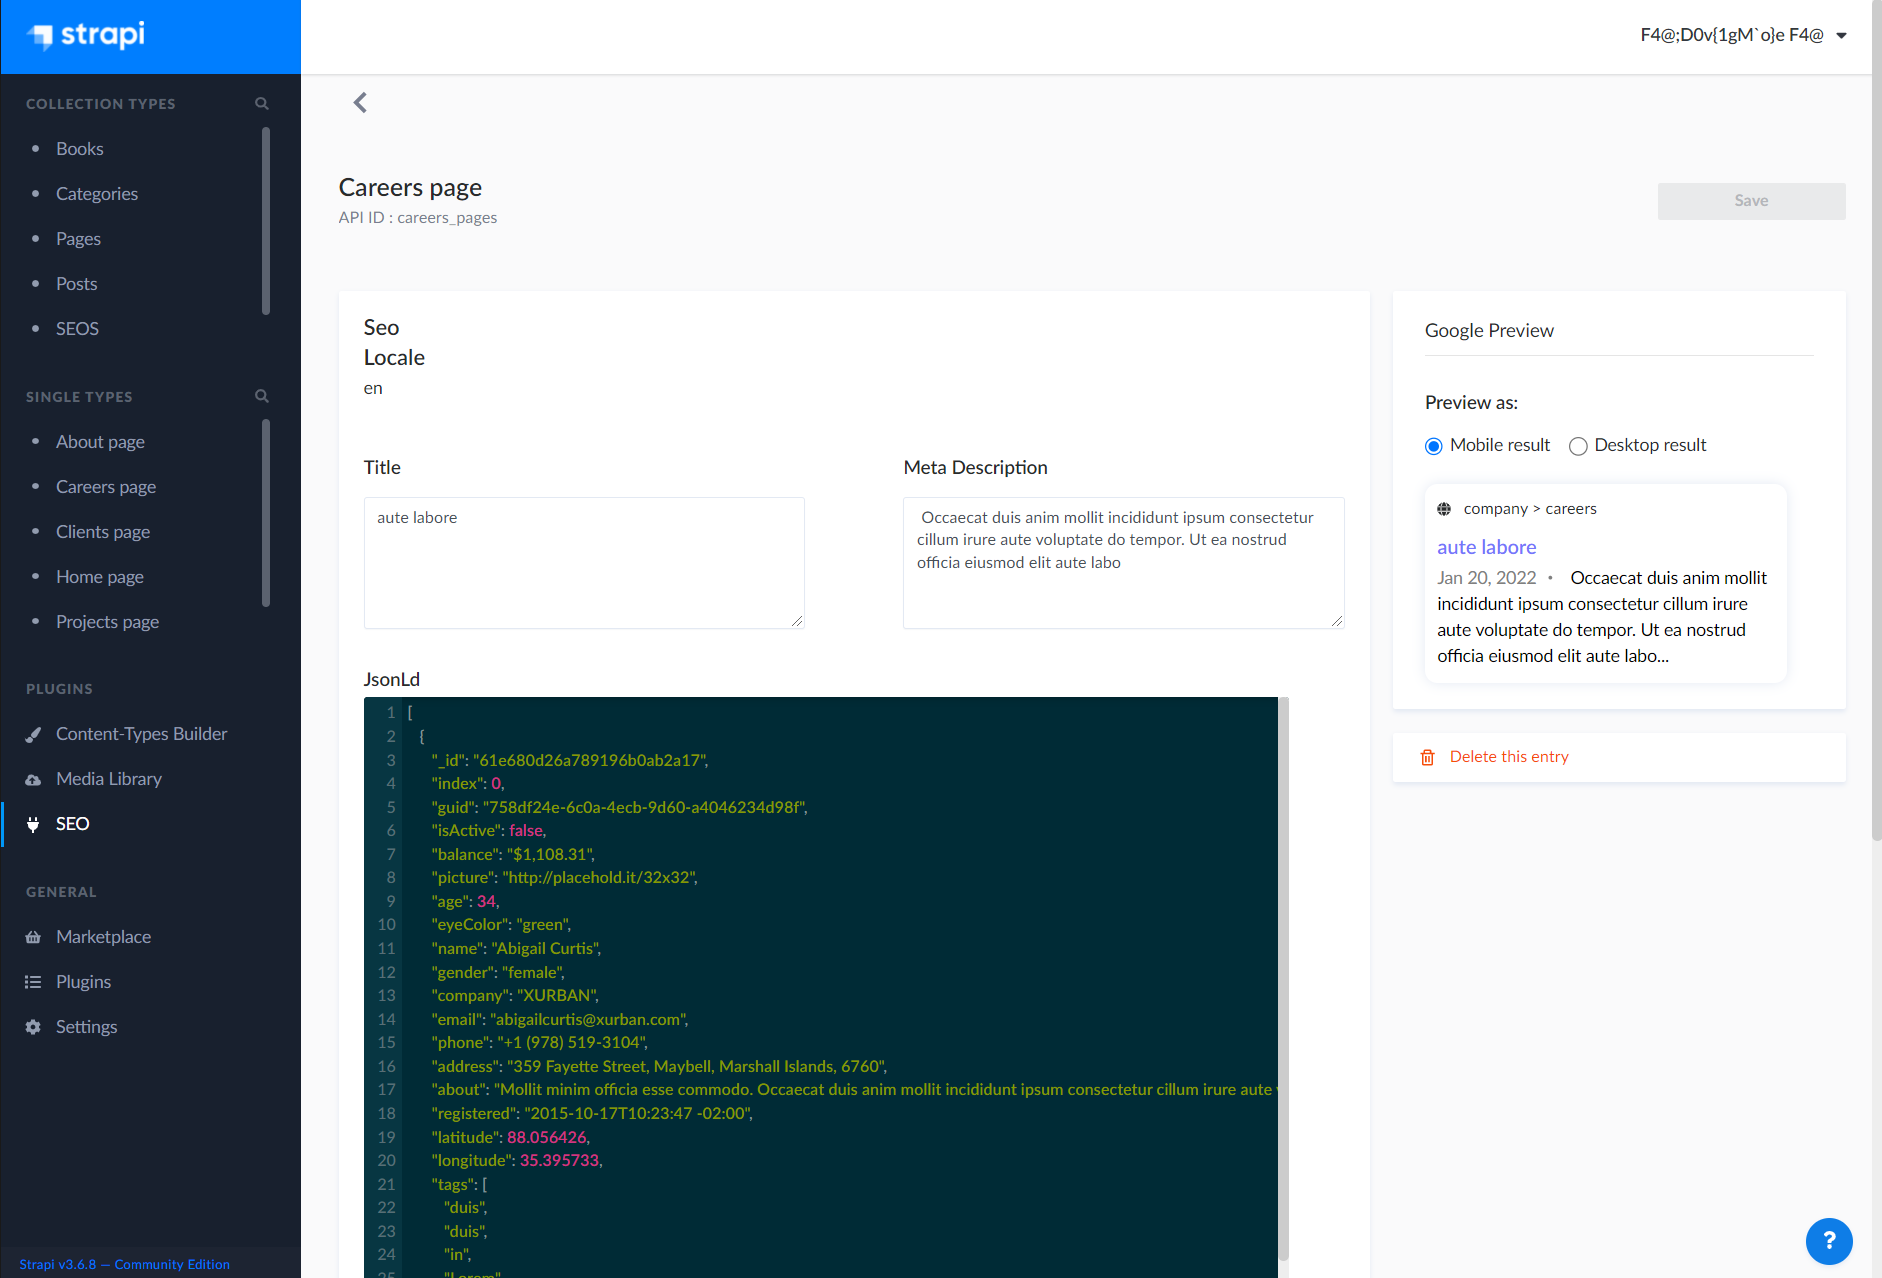 strapi
F4@;D0v{1gM`o}e F4@
COLLECTION TYPES
Books
Categories
Pages
Posts
SEOS
SINGLE TYPES
About page
Careers page
Clients page
Home page
Projects page
PLUGINS
Content-Types Builder
Media Library
SEO
GENERAL
Marketplace
Plugins
Settings
Strapi v3.6.8 — Community Edition
Careers page
API ID : careers_pages
Save
Seo
Locale
en
Title
aute labore
Meta Description
Occaecat duis anim mollit incididunt ipsum consectetur
cillum irure aute voluptate do tempor. Ut ea nostrud
officia eiusmod elit aute labo
JsonLd
1 [
2 {
3 "_id": "61e680d26a789196b0ab2a17",
4 "index": 0,
5 "guid": "758df24e-6c0a-4ecb-9d60-a4046234d98f",
6 "isActive": false,
7 "balance": "$1,108.31",
8 "picture": "http://placehold.it/32x32",
9 "age": 34,
10 "eyeColor": "green",
11 "name": "Abigail Curtis",
12 "gender": "female",
13 "company": "XURBAN",
14 "email": "abigailcurtis@xurban.com",
15 "phone": "+1 (978) 519-3104",
16 "address": "359 Fayette Street, Maybell, Marshall Islands, 6760",
17 "about": "Mollit minim officia esse commodo. Occaecat duis anim mollit incididunt ipsum consectetur cillum irure aute
18 "registered": "2015-10-17T10:23:47 -02:00",
19 "latitude": 88.056426,
20 "longitude": 35.395733,
21 "tags": [
22 "duis",
23 "duis",
24 "in",
25 "Lorem",
Google Preview
Preview as:
Mobile result Desktop result
company > careers
aute labore
Jan 20, 2022 • Occaecat duis anim mollit
incididunt ipsum consectetur cillum irure
aute voluptate do tempor. Ut ea nostrud
officia eiusmod elit aute labo...
Delete this entry
?